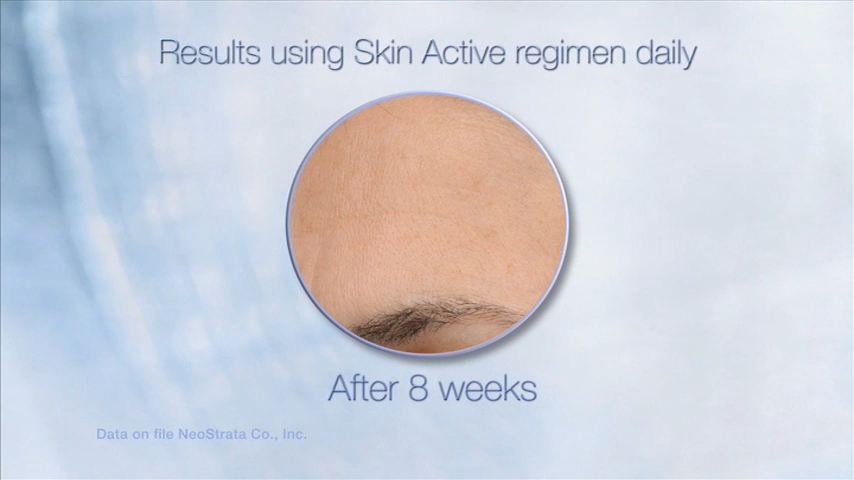 Results using Skin Active regimen daily
After 8 weeks
Data on file NeoStrata Co., Inc.